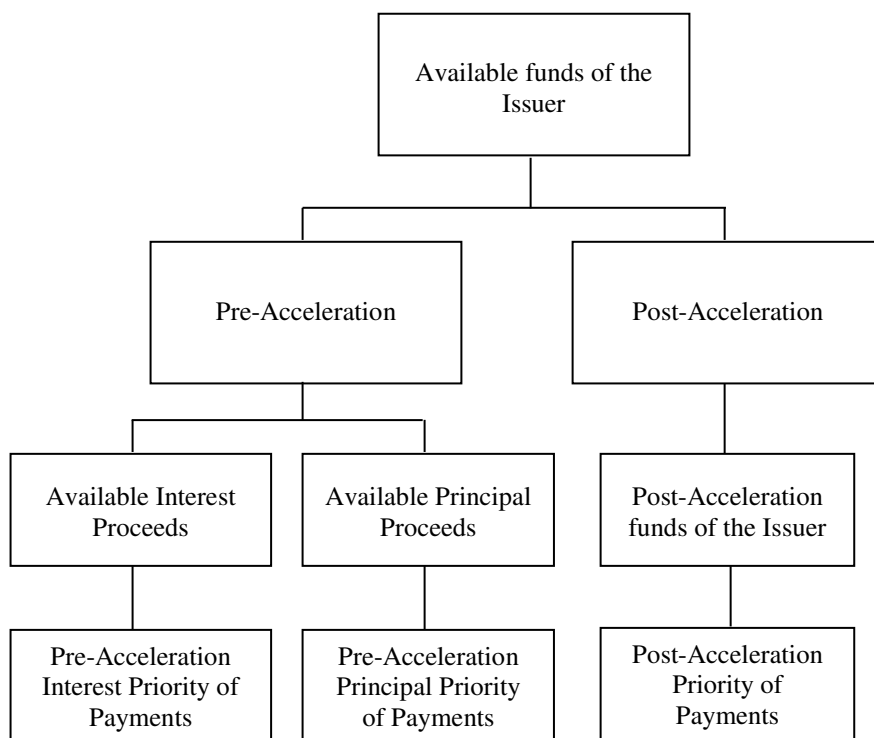 Available funds of the
Issuer
Pre-Acceleration
Post-Acceleration
Available Interest
Proceeds
Available Principal
Proceeds
Post-Acceleration
funds of the Issuer
Pre-Acceleration
Interest Priority of
Payments
Pre-Acceleration
Principal Priority
of Payments
Post-Acceleration
Priority of
Payments